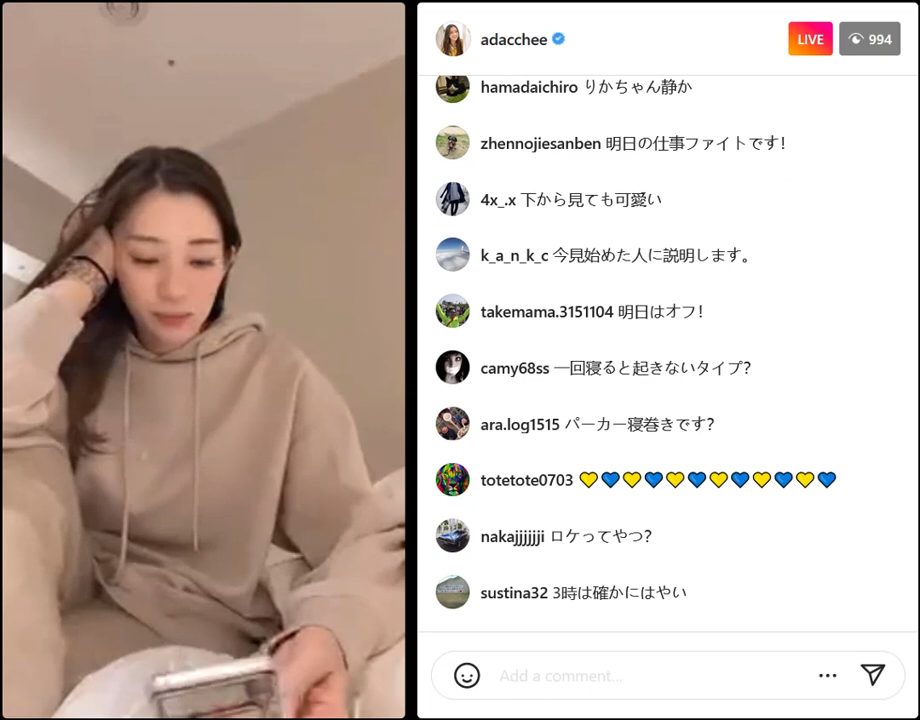 adacchee
LIVE
994
hamadaichiro りかちゃん静か
zhennojiesanben 明日の仕事ファイトです!
4x_.x 下から見ても可愛い
k_a_n_k_c 今見始めた人に説明します。
takemama.3151104 明日はオフ!
camy68ss 一回寝ると起きないタイプ?
ara.log1515 パーカー寝巻きです?
totetote0703 💛💙💛💙💛💙💛💙💛💙💛💙
nakajjjjjji ロケってやつ?
sustina32 3時は確かにはやい
Add a comment...